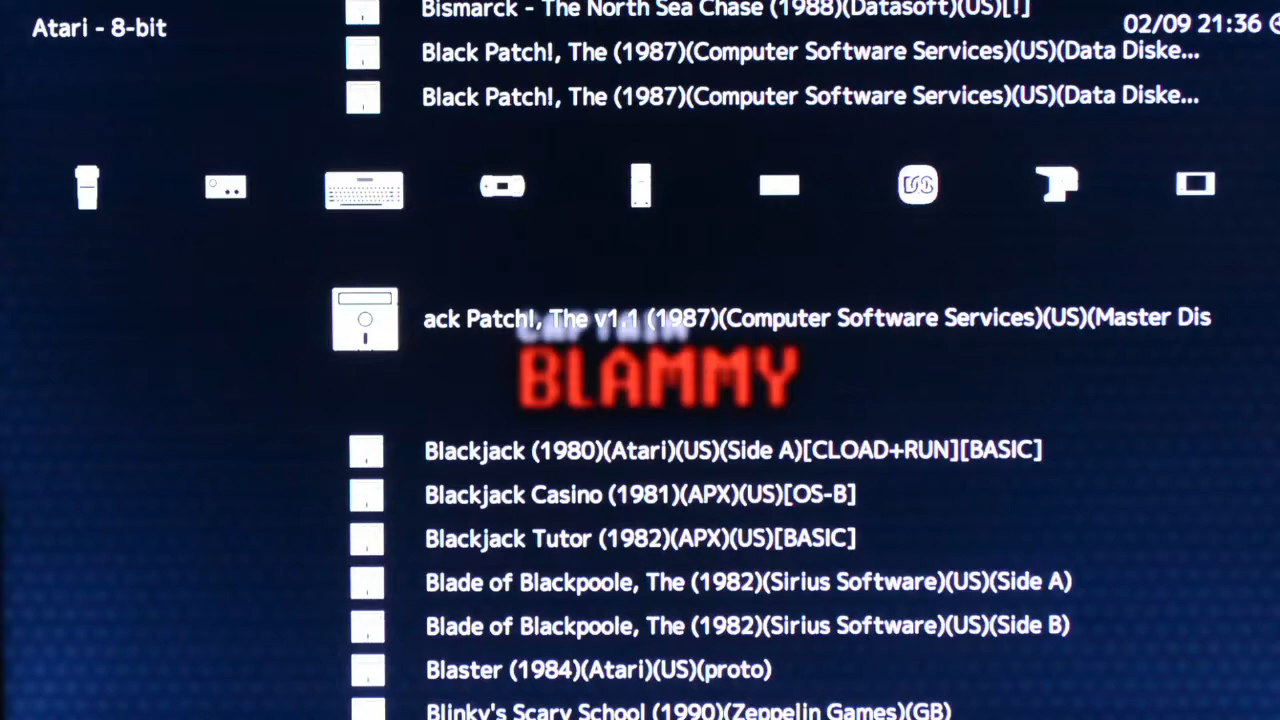 Atari - 8-bit
02/09 21:36
Bismarck - The North Sea Chase (1988)(Datasoft)(US)[!]
Black Patch!, The (1987)(Computer Software Services)(US)(Data Diske...
Black Patch!, The (1987)(Computer Software Services)(US)(Data Diske...
ack Patch!, The v1.1 (1987)(Computer Software Services)(US)(Master Dis
CAPTAIN
BLAMMY
Blackjack (1980)(Atari)(US)(Side A)[CLOAD+RUN][BASIC]
Blackjack Casino (1981)(APX)(US)[OS-B]
Blackjack Tutor (1982)(APX)(US)[BASIC]
Blade of Blackpoole, The (1982)(Sirius Software)(US)(Side A)
Blade of Blackpoole, The (1982)(Sirius Software)(US)(Side B)
Blaster (1984)(Atari)(US)(proto)
Blinky's Scary School (1990)(Zeppelin Games)(GB)